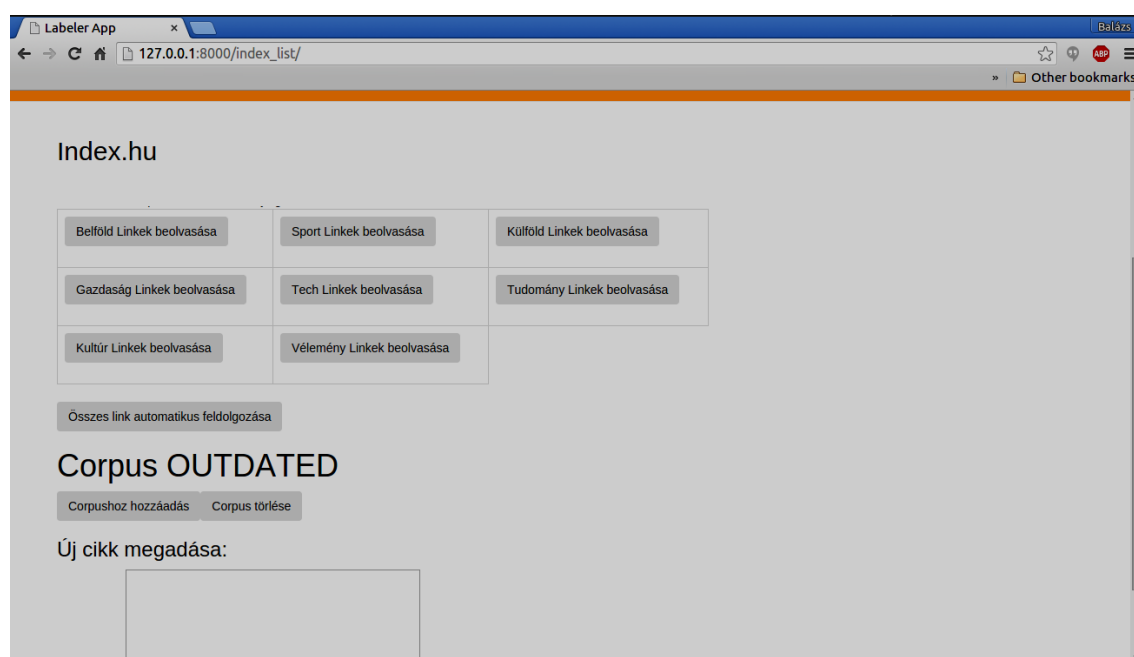 Labeler App ×
Balázs
127.0.0.1:8000/index_list/
ABP
» Other bookmarks
Index.hu
Belföld Linkek beolvasása Sport Linkek beolvasása Külföld Linkek beolvasása
Gazdaság Linkek beolvasása Tech Linkek beolvasása Tudomány Linkek beolvasása
Kultúr Linkek beolvasása Vélemény Linkek beolvasása
Összes link automatikus feldolgozása
Corpus OUTDATED
Corpushoz hozzáadás Corpus törlése
Új cikk megadása: